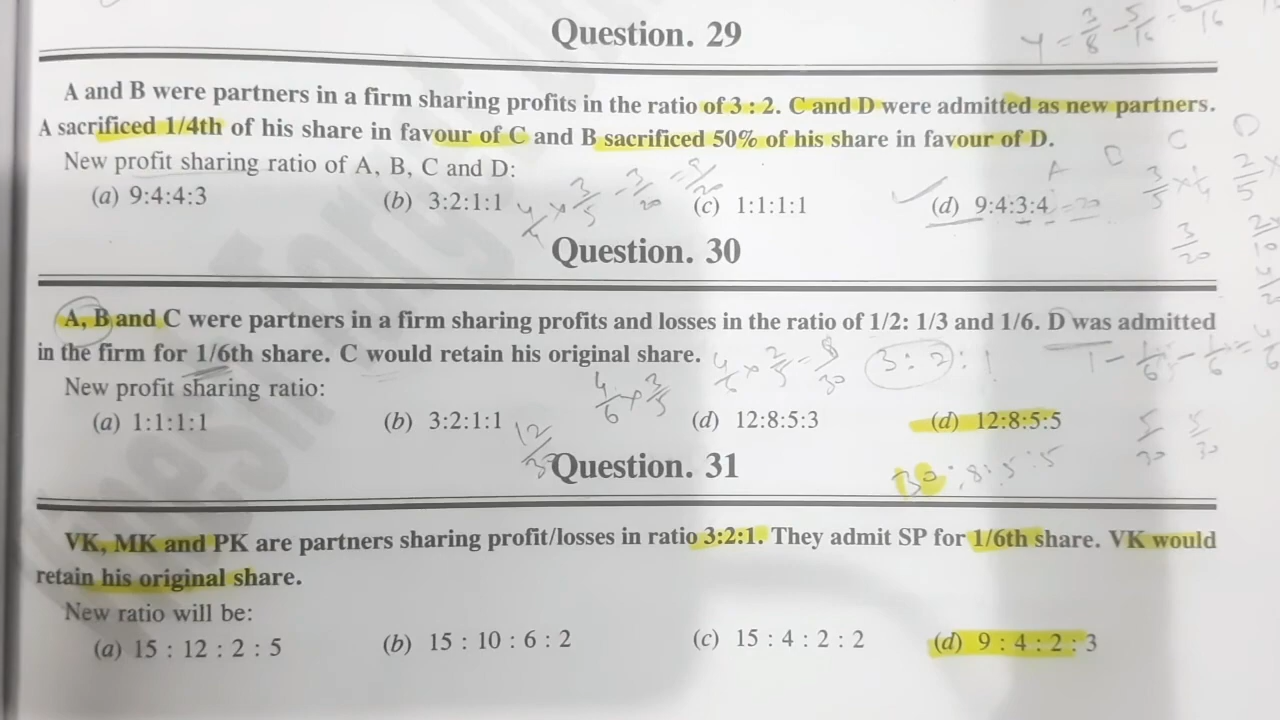 Question. 29
A and B were partners in a firm sharing profits in the ratio of 3 : 2. C and D were admitted as new partners.
A sacrificed 1/4th of his share in favour of C and B sacrificed 50% of his share in favour of D.
New profit sharing ratio of A, B, C and D:
(a) 9:4:4:3 (b) 3:2:1:1 (c) 1:1:1:1 (d) 9:4:3:4
Question. 30
A, B and C were partners in a firm sharing profits and losses in the ratio of 1/2: 1/3 and 1/6. D was admitted
in the firm for 1/6th share. C would retain his original share.
3 : 2 : 1
New profit sharing ratio:
(a) 1:1:1:1 (b) 3:2:1:1 (d) 12:8:5:3 (d) 12:8:5:5
Question. 31
VK, MK and PK are partners sharing profit/losses in ratio 3:2:1. They admit SP for 1/6th share. VK would
retain his original share.
New ratio will be:
(a) 15 : 12 : 2 : 5 (b) 15 : 10 : 6 : 2 (c) 15 : 4 : 2 : 2 (d) 9 : 4 : 2 : 3